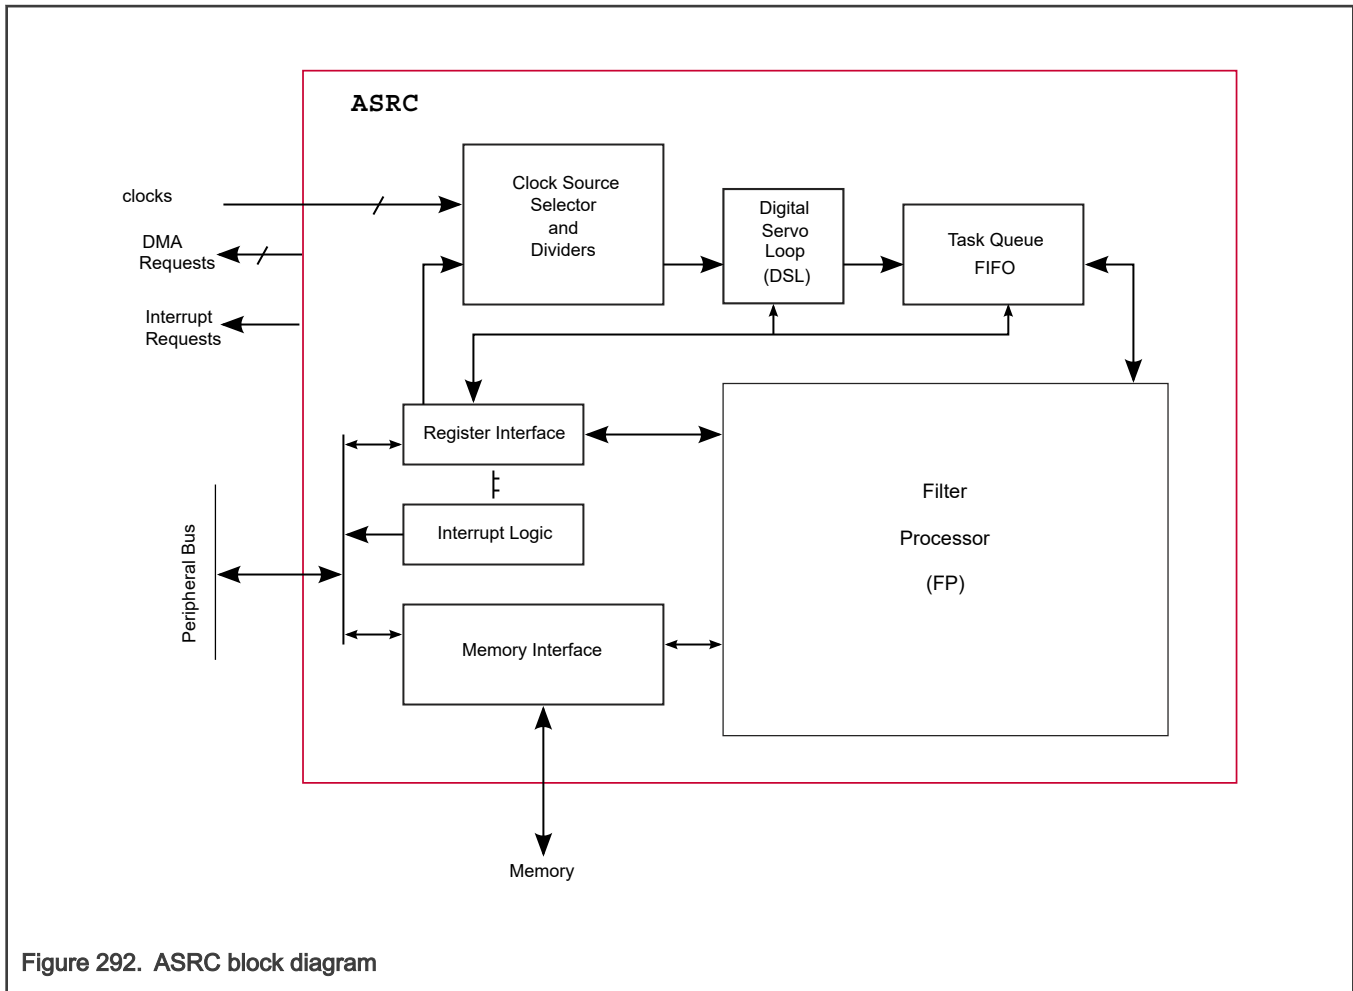 ASRC
clocks
DMA
Requests
Interrupt
Requests
Clock Source
Selector
and
Dividers
Digital
Servo
Loop
(DSL)
Task Queue
FIFO
Register Interface
Interrupt Logic
Memory Interface
Filter
Processor
(FP)
Peripheral Bus
Memory
Figure 292. ASRC block diagram